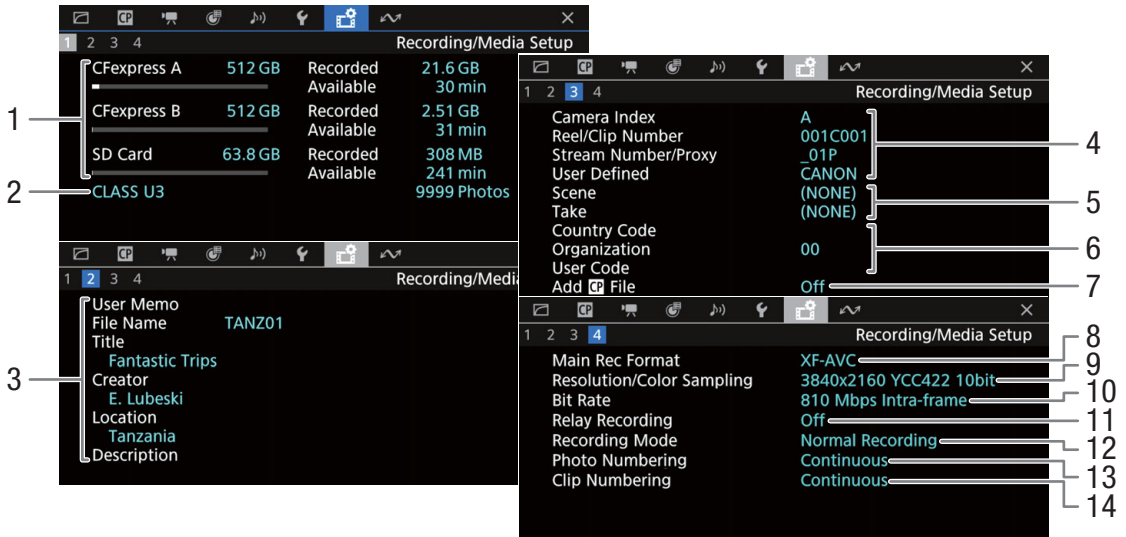 1 2 3 4 Recording/Media Setup
CFexpress A 512 GB Recorded 21.6 GB
Available 30 min
CFexpress B 512 GB Recorded 2.51 GB
Available 31 min
SD Card 63.8 GB Recorded 308 MB
Available 241 min
CLASS U3 9999 Photos
1
2
CP
1 2 3 4 Recording/Medi
User Memo
File Name TANZ01
Title
Fantastic Trips
Creator
E. Lubeski
Location
Tanzania
Description
3
CP
1 2 3 4 Recording/Media Setup
Camera Index A
Reel/Clip Number 001C001
Stream Number/Proxy _01P
User Defined CANON
Scene (NONE)
Take (NONE)
Country Code
Organization 00
User Code
Add CP File Off
4
5
6
7
CP
1 2 3 4 Recording/Media Setup
Main Rec Format XF-AVC
Resolution/Color Sampling 3840x2160 YCC422 10bit
Bit Rate 810 Mbps Intra-frame
Relay Recording Off
Recording Mode Normal Recording
Photo Numbering Continuous
Clip Numbering Continuous
8
9
10
11
12
13
14
CP